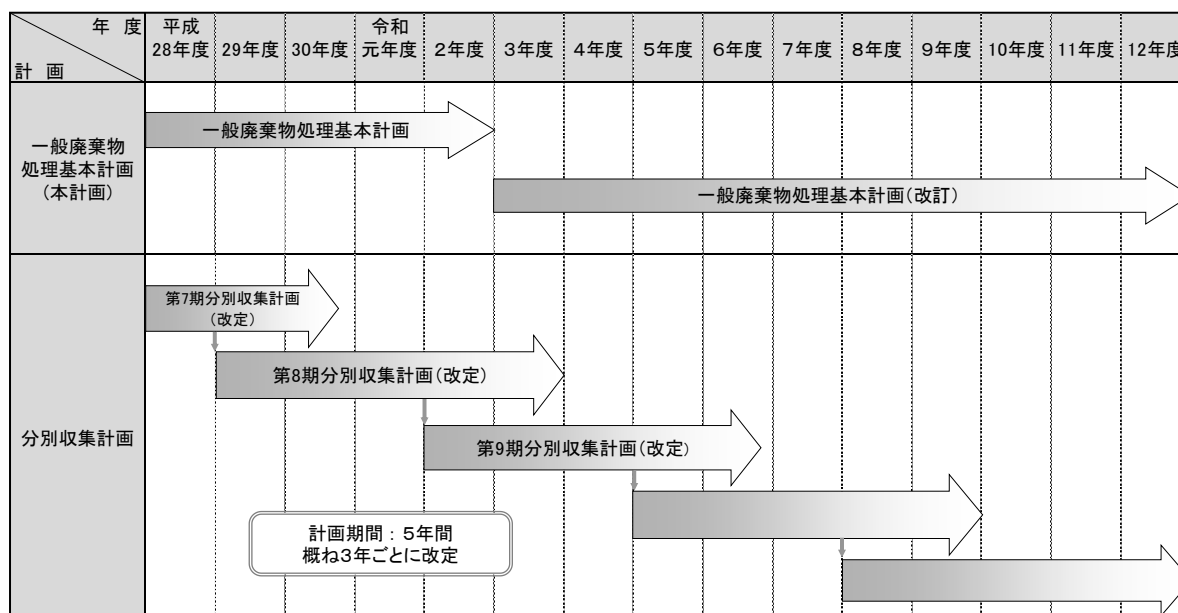 年 度
計 画
平成
28年度
29年度
30年度
令和
元年度
2年度
3年度
4年度
5年度
6年度
7年度
8年度
9年度
10年度
11年度
12年度
一般廃棄物
処理基本計画
(本計画)
一般廃棄物処理基本計画
一般廃棄物処理基本計画(改訂)
分別収集計画
第7期分別収集計画
(改定)
第8期分別収集計画(改定)
第9期分別収集計画(改定)
計画期間：5年間
概ね3年ごとに改定